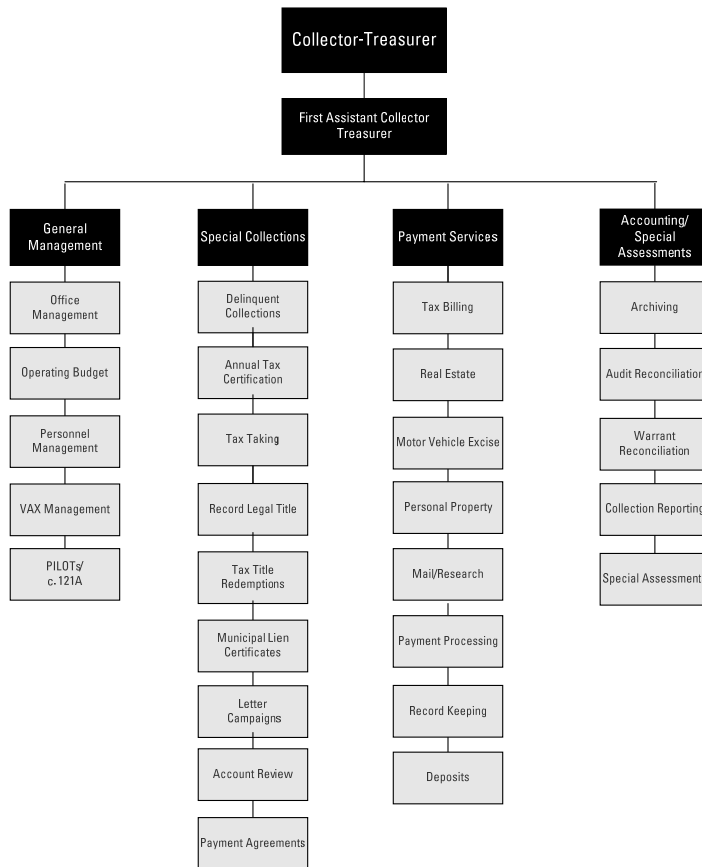 Collector-Treasurer
First Assistant Collector
Treasurer
General
Management
Special Collections
Payment Services
Accounting/
Special
Assessments
Office
Management
Operating Budget
Personnel
Management
VAX Management
PILOTs/
c. 121A
Delinquent
Collections
Annual Tax
Certification
Tax Taking
Record Legal Title
Tax Title
Redemptions
Municipal Lien
Certificates
Letter
Campaigns
Account Review
Payment Agreements
Tax Billing
Real Estate
Motor Vehicle Excise
Personal Property
Mail/Research
Payment Processing
Record Keeping
Deposits
Archiving
Audit Reconciliation
Warrant
Reconciliation
Collection Reporting
Special Assessment